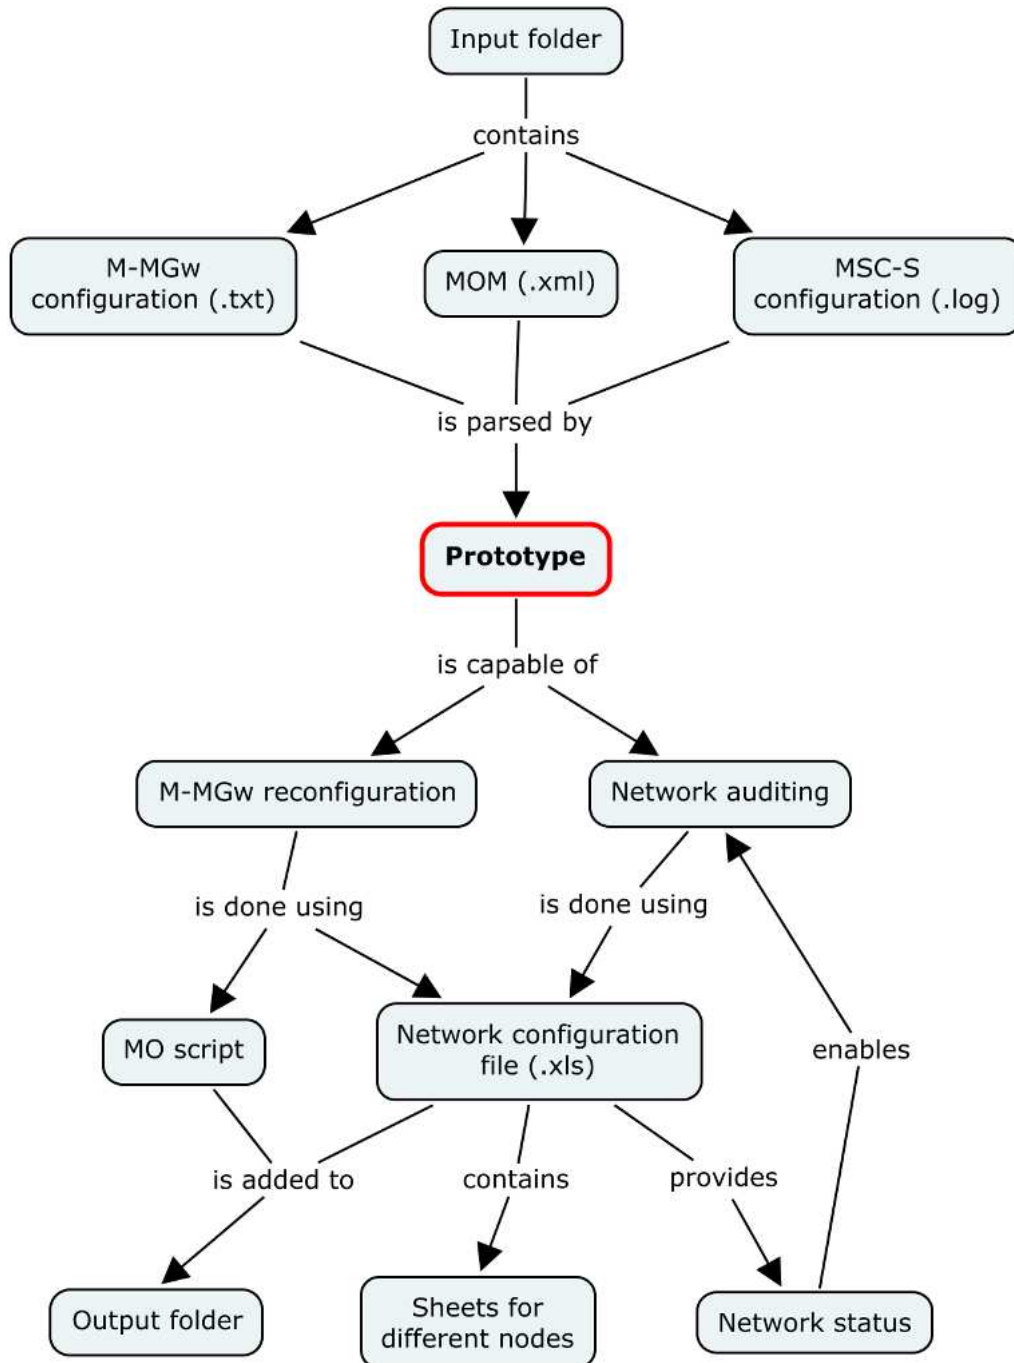 Input folder
contains
M-MGw
configuration (.txt)
MOM (.xml)
MSC-S
configuration (.log)
is parsed by
Prototype
is capable of
M-MGw reconfiguration
Network auditing
is done using
is done using
MO script
Network configuration
file (.xls)
enables
is added to
contains
provides
Output folder
Sheets for
different nodes
Network status